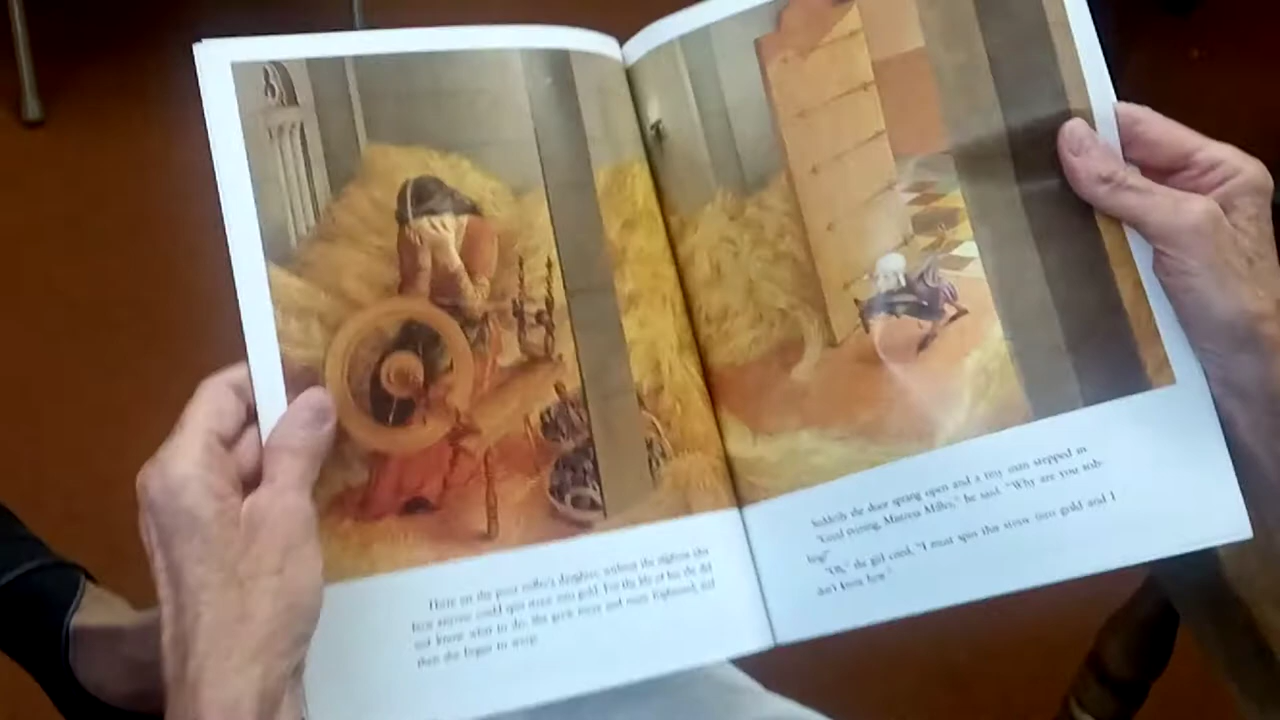 There sat the poor miller's daughter, without the slightest idea
how anyone could spin straw into gold. For the life of her she did
not know what to do. She grew more and more frightened, and
then she began to weep.
Suddenly the door sprang open and a tiny man stepped in.
"Good evening, Mistress Miller," he said. "Why are you sob-
bing?"
"Oh," the girl cried, "I must spin this straw into gold and I
don't know how."